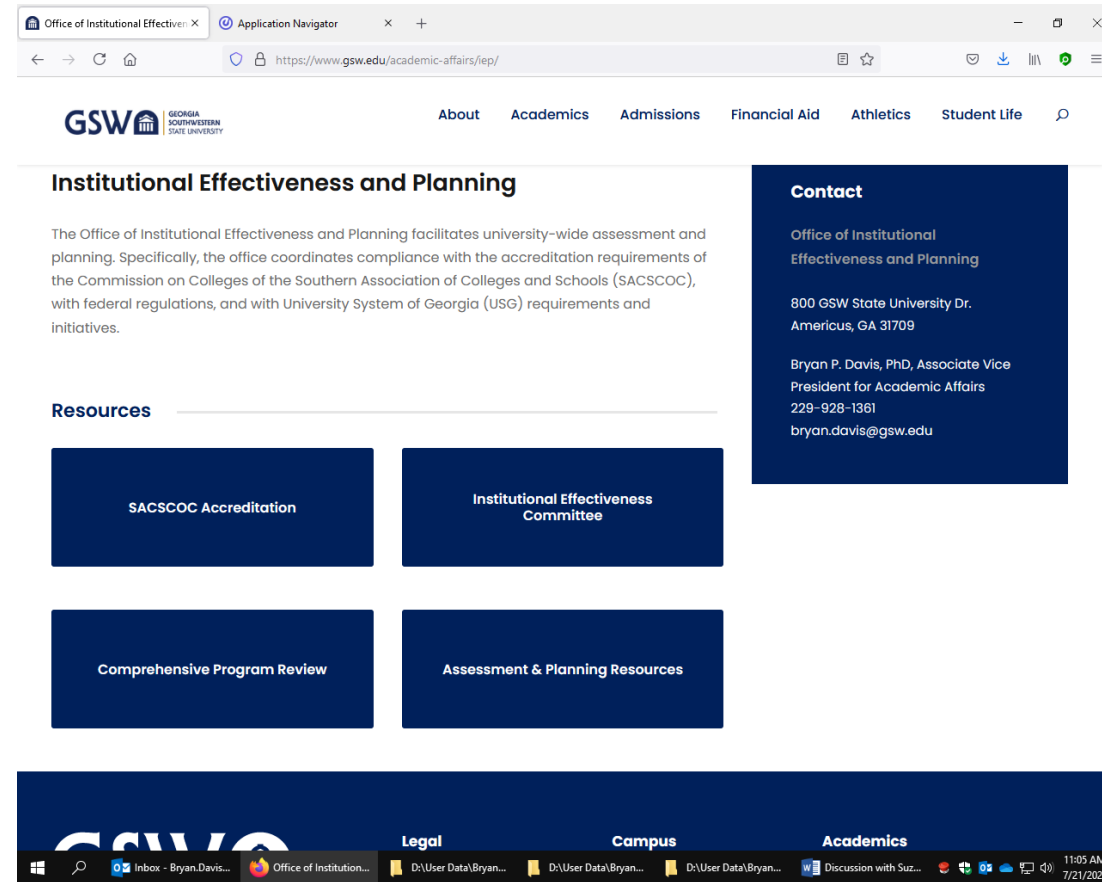 Office of Institutional Effectiven
Application Navigator
https://www.gsw.edu/academic-affairs/iep/
GSW GEORGIA SOUTHWESTERN STATE UNIVERSITY
About Academics Admissions Financial Aid Athletics Student Life
Institutional Effectiveness and Planning
The Office of Institutional Effectiveness and Planning facilitates university-wide assessment and
planning. Specifically, the office coordinates compliance with the accreditation requirements of
the Commission on Colleges of the Southern Association of Colleges and Schools (SACSCOC),
with federal regulations, and with University System of Georgia (USG) requirements and
initiatives.
Contact
Office of Institutional
Effectiveness and Planning
800 GSW State University Dr.
Americus, GA 31709
Bryan P. Davis, PhD, Associate Vice
President for Academic Affairs
229-928-1361
bryan.davis@gsw.edu
Resources
SACSCOC Accreditation
Institutional Effectiveness
Committee
Comprehensive Program Review
Assessment & Planning Resources
GSW
Legal Campus Academics
Inbox - Bryan.Davis...
Office of Institution...
D:\User Data\Bryan...
D:\User Data\Bryan...
D:\User Data\Bryan...
Discussion with Suz...
11:05 AM
7/21/202